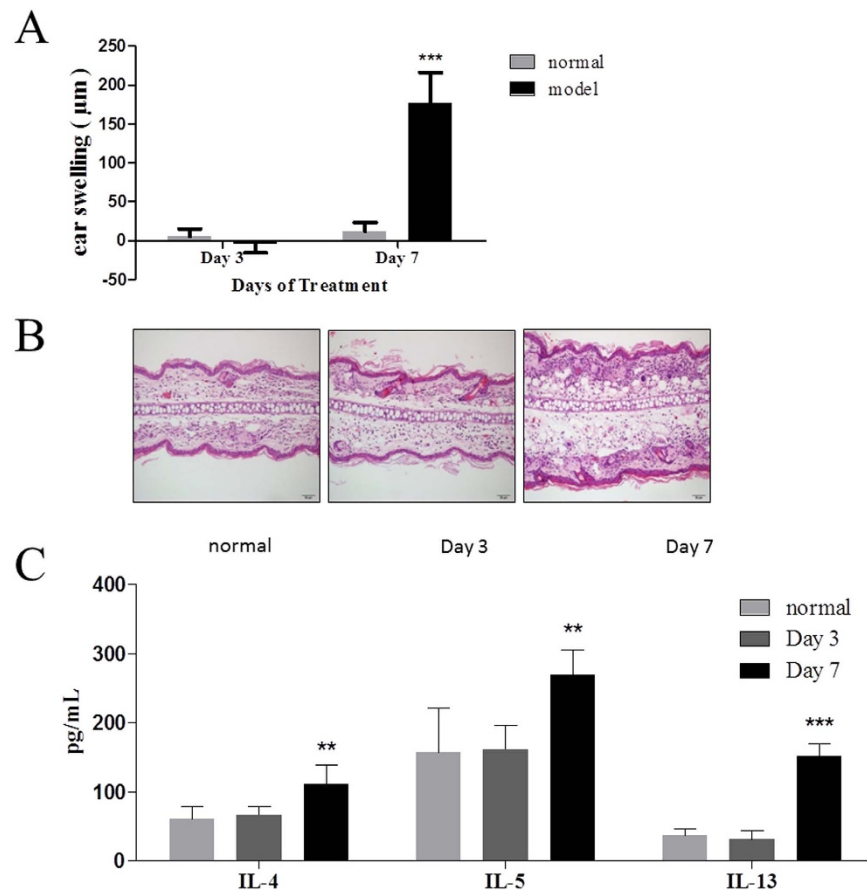 A
250
200
150
100
50
0
-50
ear swelling ( μm )
***
normal
model
Day 3
Day 7
Days of Treatment
B
normal
Day 3
Day 7
C
400
300
200
100
0
pg/mL
**
**
***
normal
Day 3
Day 7
IL-4
IL-5
IL-13